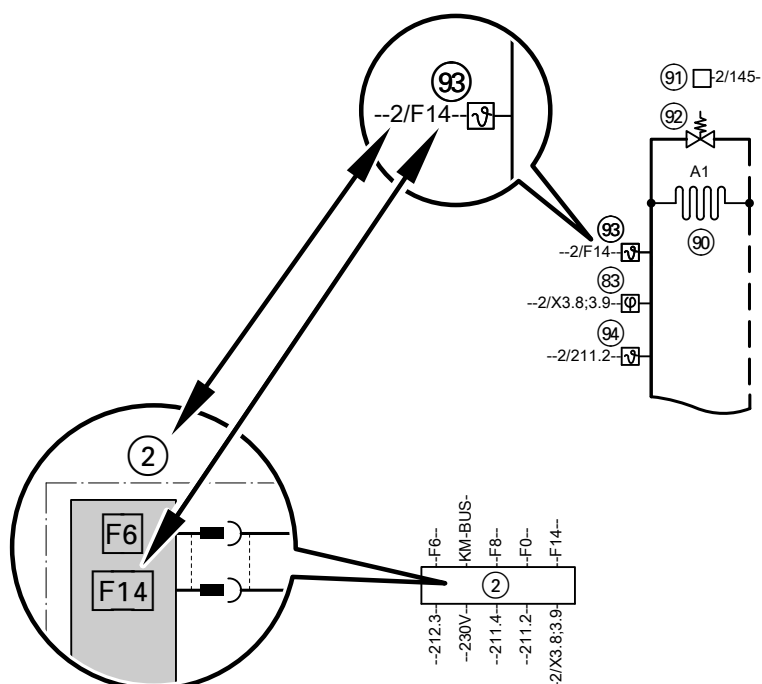 93
--2/F14--ϑ
91 -2/145-
92
A1
90
93
--2/F14--ϑ
83
--2/X3.8;3.9--φ
94
--2/211.2--ϑ
2
F6
F14
--F6--
-KM-BUS-
--F8--
--F0--
--F14--
2
--212.3--
--230V--
--211.4--
--211.2--
-2/X3.8;3.9-